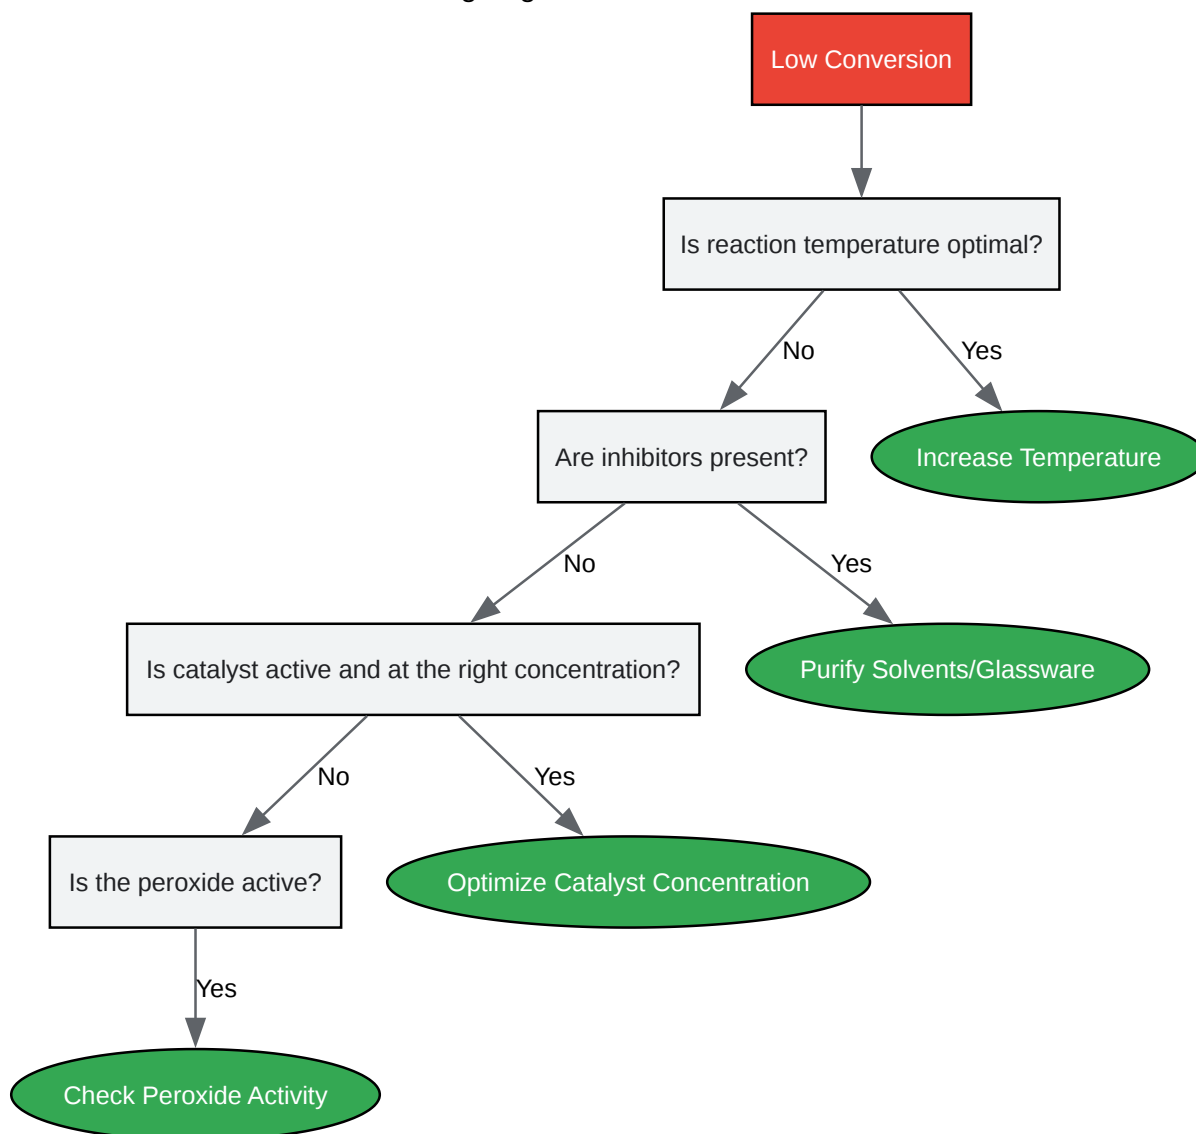 Low Conversion
Is reaction temperature optimal?
No
Yes
Are inhibitors present?
Increase Temperature
No
Yes
Is catalyst active and at the right concentration?
Purify Solvents/Glassware
No
Yes
Is the peroxide active?
Optimize Catalyst Concentration
Yes
Check Peroxide Activity